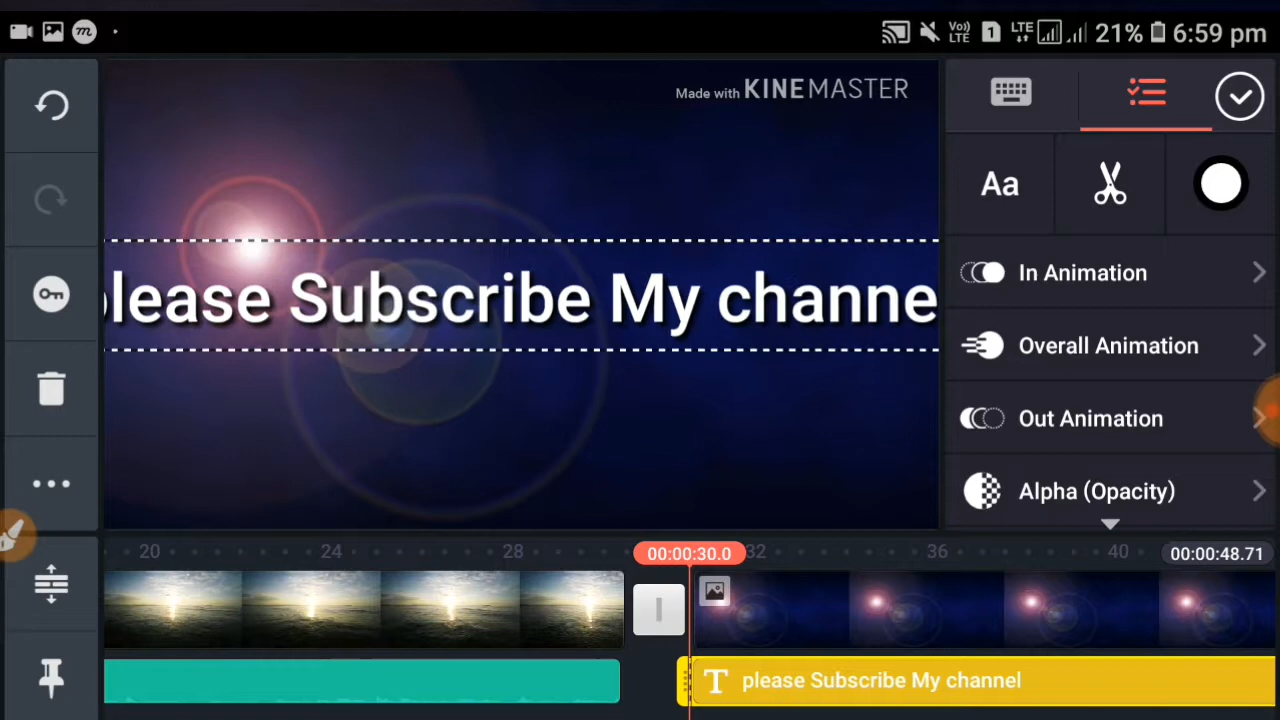 Vo))
LTE
1
LTE
21%
6:59 pm
Made with KINEMASTER
please Subscribe My channe
Aa
In Animation
Overall Animation
Out Animation
Alpha (Opacity)
20
24
28
00:00:30.0
32
36
40
00:00:48.71
T
please Subscribe My channel